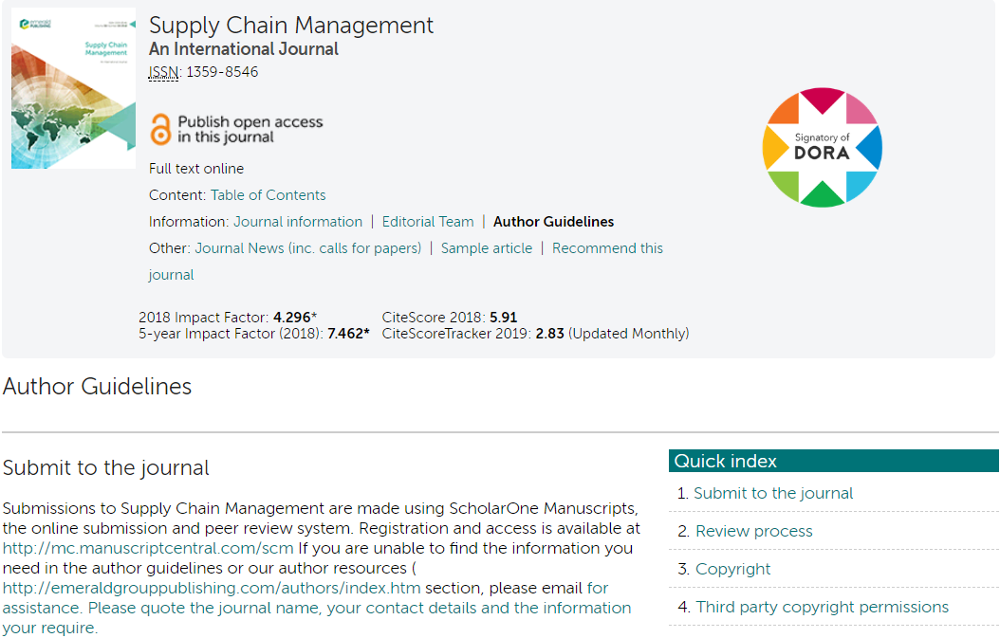 emerald
PUBLISHING
Supply Chain
Management
Supply Chain Management
An International Journal
ISSN: 1359-8546
Publish open access
in this journal
Signatory of
DORA
Full text online
Content: Table of Contents
Information: Journal information | Editorial Team | Author Guidelines
Other: Journal News (inc. calls for papers) | Sample article | Recommend this
journal
2018 Impact Factor: 4.296* CiteScore 2018: 5.91
5-year Impact Factor (2018): 7.462* CiteScoreTracker 2019: 2.83 (Updated Monthly)
Author Guidelines
Submit to the journal
Submissions to Supply Chain Management are made using ScholarOne Manuscripts,
the online submission and peer review system. Registration and access is available at
http://mc.manuscriptcentral.com/scm If you are unable to find the information you
need in the author guidelines or our author resources (
http://emeraldgrouppublishing.com/authors/index.htm section, please email for
assistance. Please quote the journal name, your contact details and the information
your require.
Quick index
1. Submit to the journal
2. Review process
3. Copyright
4. Third party copyright permissions